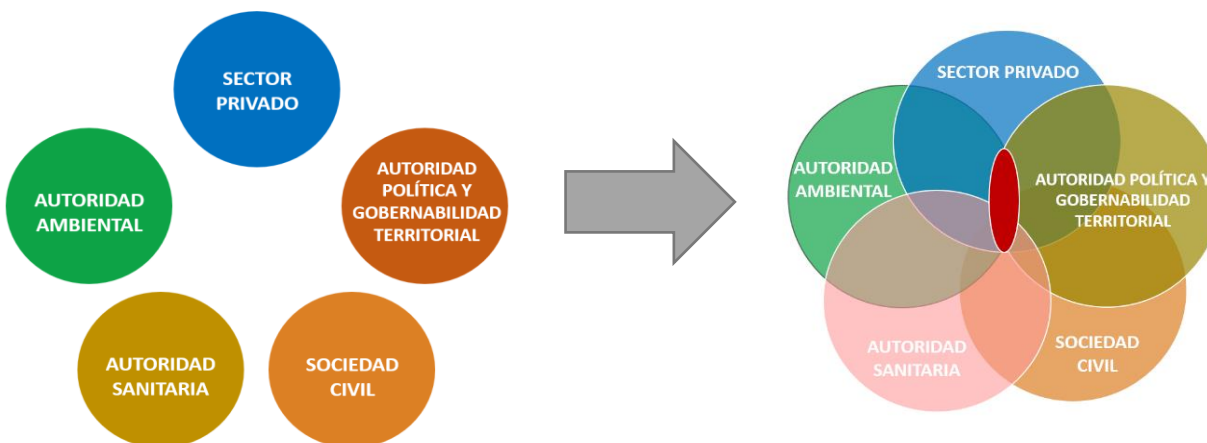 SECTOR
PRIVADO
AUTORIDAD
POLÍTICA Y
GOBERNABILIDAD
TERRITORIAL
AUTORIDAD
AMBIENTAL
AUTORIDAD
SANITARIA
SOCIEDAD
CIVIL
SECTOR PRIVADO
AUTORIDAD
AMBIENTAL
AUTORIDAD POLÍTICA Y
GOBERNABILIDAD
TERRITORIAL
AUTORIDAD
SANITARIA
SOCIEDAD
CIVIL